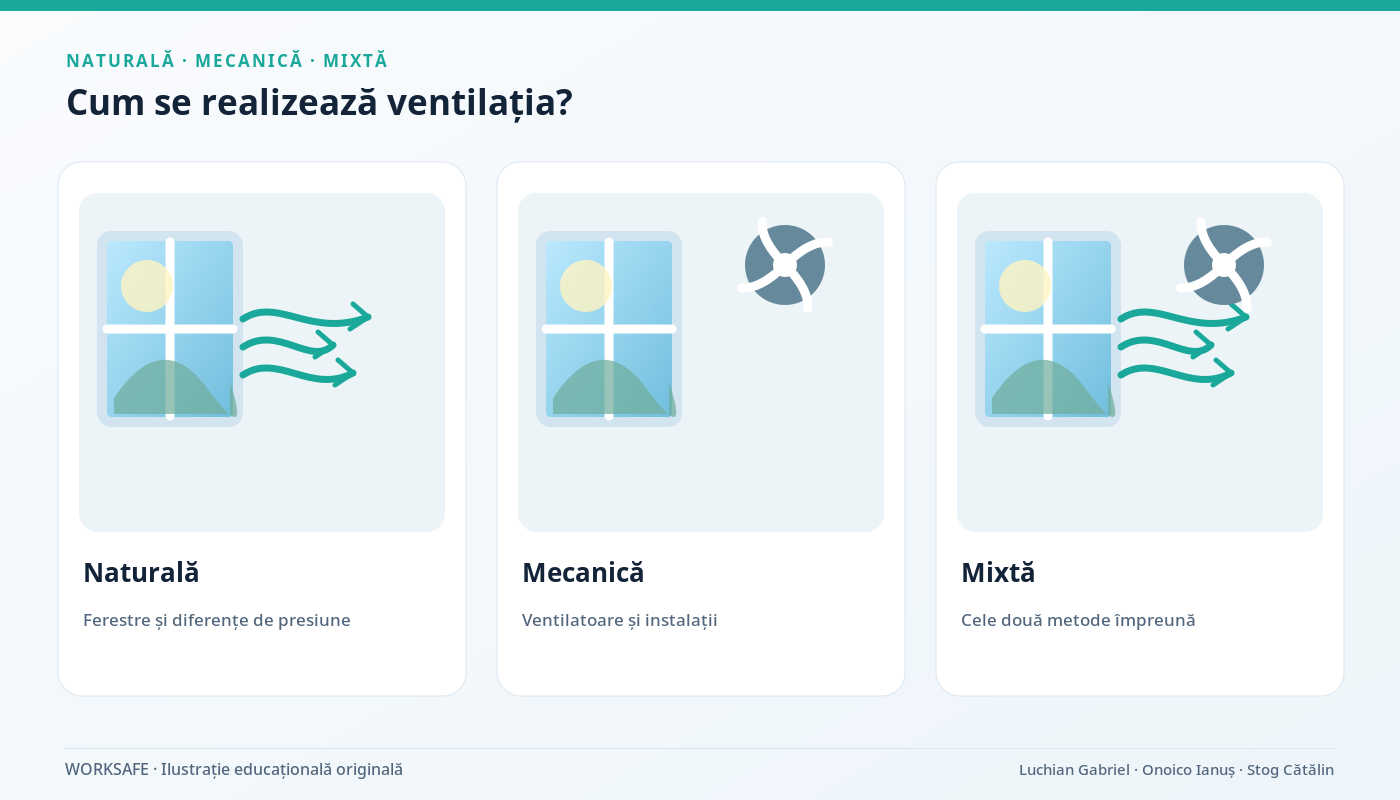 NATURALĂ · MECANICĂ · MIXTĂ
Cum se realizează ventilația?
Naturală
Ferestre și diferențe de presiune
Mecanică
Ventilatoare și instalații
Mixtă
Cele două metode împreună
WORKSAFE · Ilustrație educațională originală
Luchian Gabriel · Onoico Ianuș · Stog Cătălin